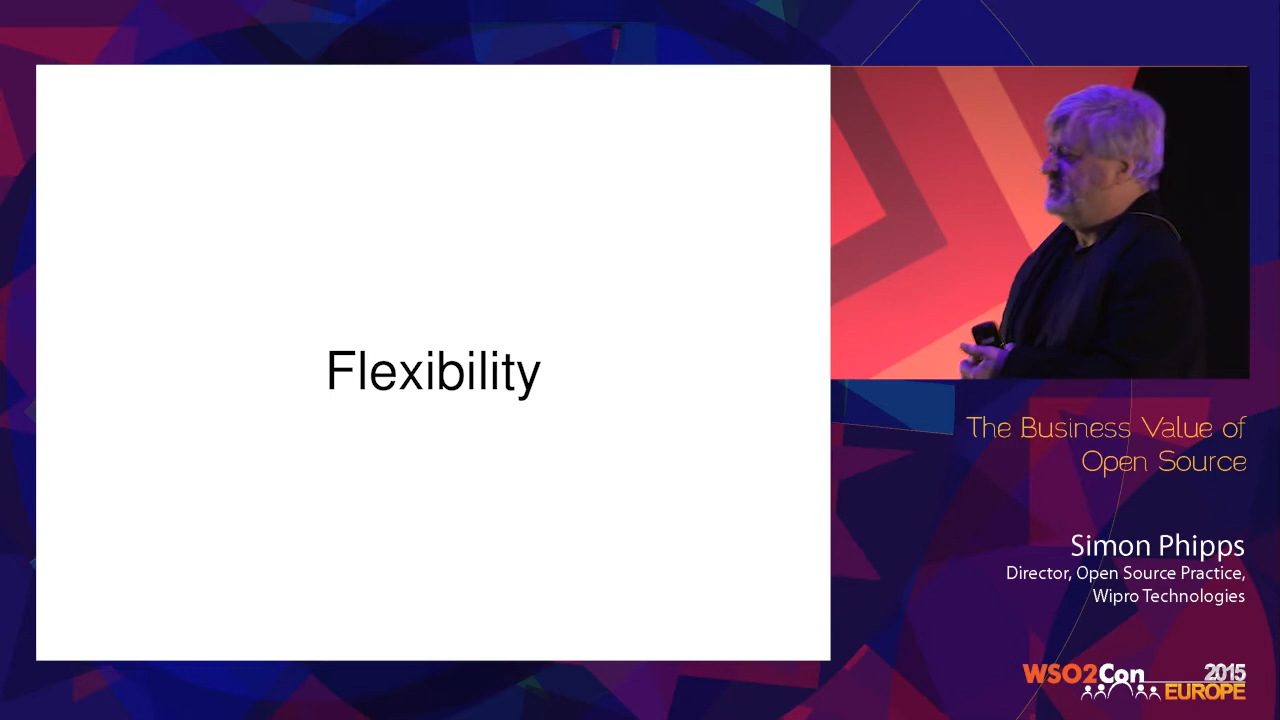 Flexibility
The Business Value of
Open Source
Simon Phipps
Director, Open Source Practice,
Wipro Technologies
WSO2Con 2015
EUROPE